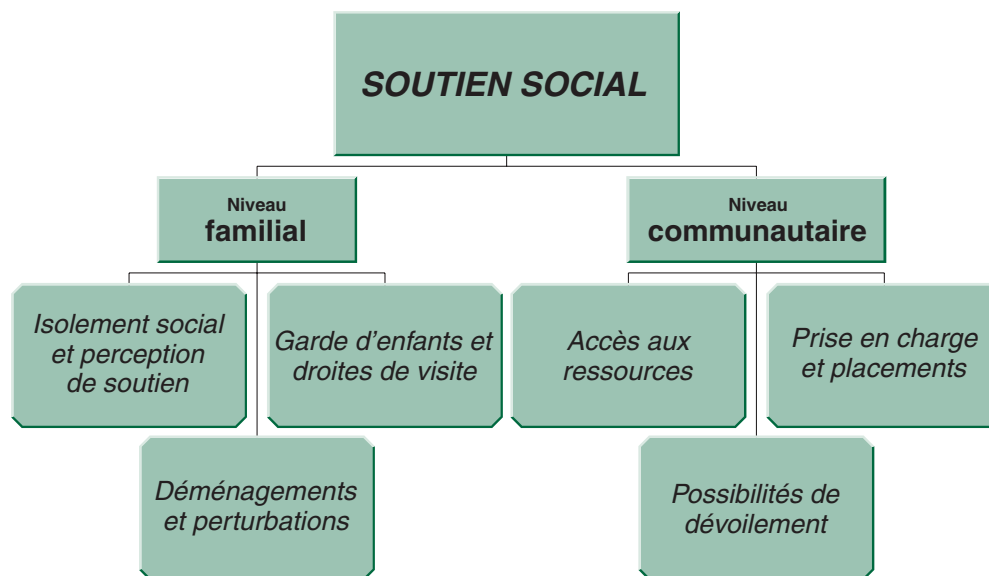 SOUTIEN SOCIAL
Niveau
familial
Niveau
communautaire
Isolement social
et perception
de soutien
Garde d'enfants et
droites de visite
Accès aux
ressources
Prise en charge
et placements
Déménagements
et perturbations
Possibilités de
dévoilement